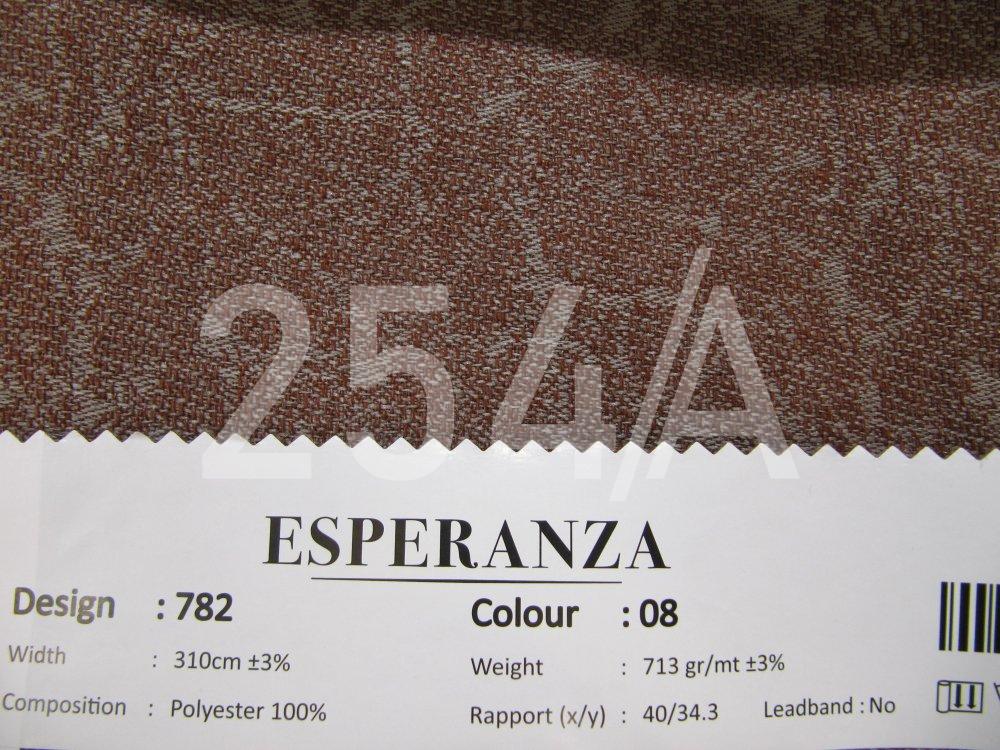 254/A
ESPERANZA
Design : 782 Colour : 08
Width : 310cm ±3% Weight : 713 gr/mt ±3%
Composition : Polyester 100% Rapport (x/y) : 40/34.3 Leadband : No